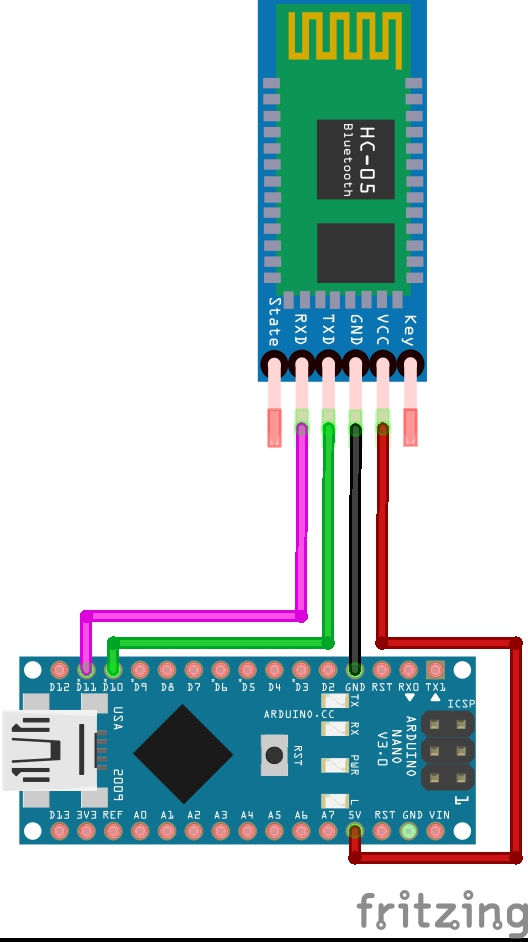 HC-05
Bluetooth
State
RXD
TXD
GND
VCC
Key
D12 D11 D10 D9 D8 D7 D6 D5 D4 D3 D2 GND RST RX0 TX1
TX
ICSP
USA
ARDUINO.CC
RX
RST
ARDUINO
NANO
V3.0
PWR
2009
L
1
D13 3V3 REF A0 A1 A2 A3 A4 A5 A6 A7 5V RST GND VIN
fritzing